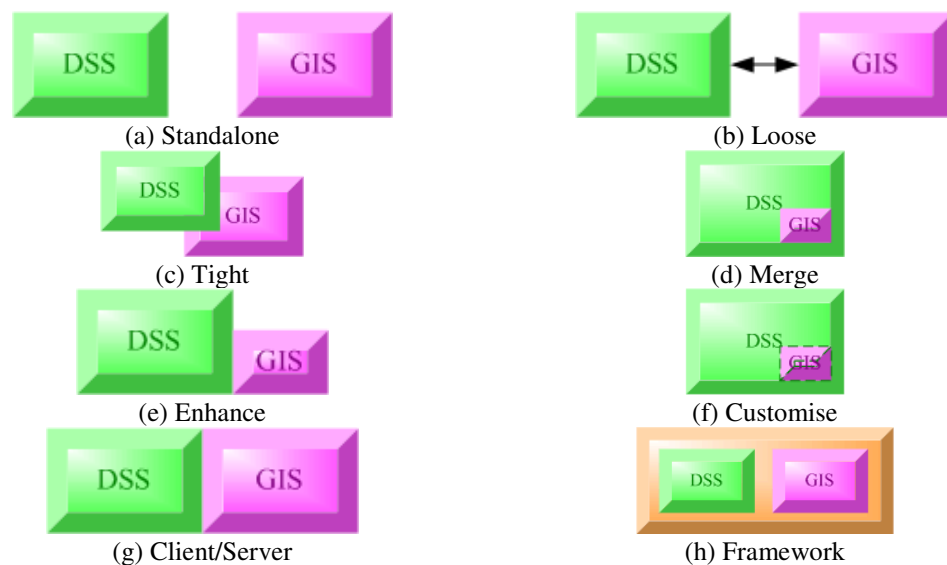 DSS GIS DSS GIS
(a) Standalone (b) Loose
DSS GIS DSS GIS
(c) Tight (d) Merge
DSS GIS DSS GIS
(e) Enhance (f) Customise
DSS GIS DSS GIS
(g) Client/Server (h) Framework